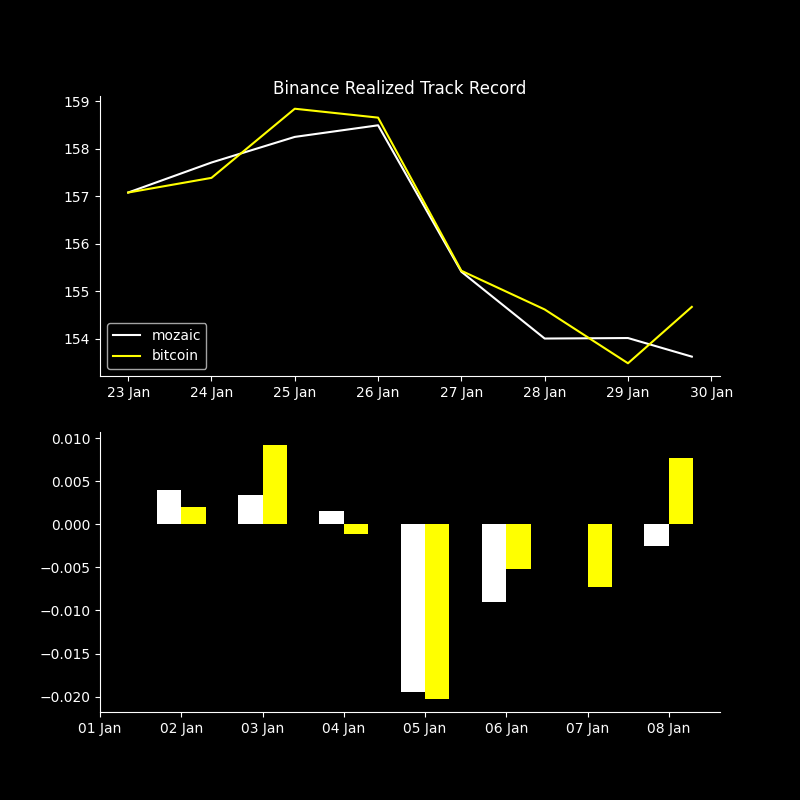 Binance Realized Track Record
159
158
157
156
155
154
mozaic
bitcoin
23 Jan 24 Jan 25 Jan 26 Jan 27 Jan 28 Jan 29 Jan 30 Jan
0.010
0.005
0.000
−0.005
−0.010
−0.015
−0.020
01 Jan 02 Jan 03 Jan 04 Jan 05 Jan 06 Jan 07 Jan 08 Jan